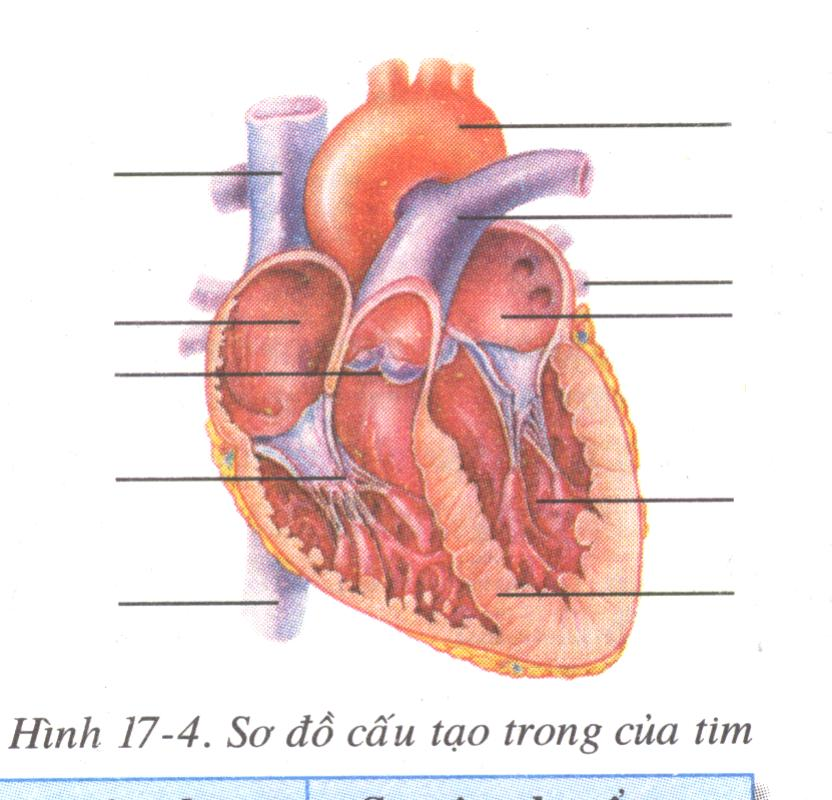 Hình 17-4. Sơ đồ cấu tạo trong của tim